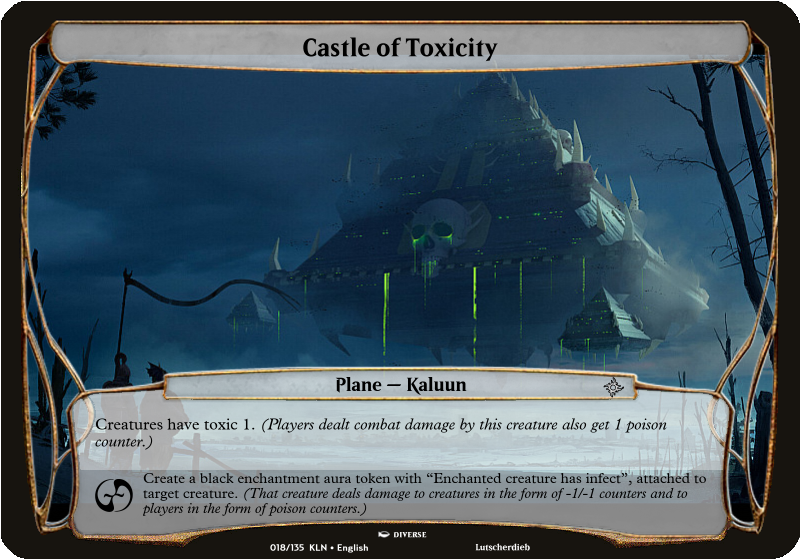 Castle of Toxicity
Plane — Kaluun
Creatures have toxic 1. (Players dealt combat damage by this creature also get 1 poison
counter.)
Create a black enchantment aura token with “Enchanted creature has infect”, attached to
target creature. (That creature deals damage to creatures in the form of -1/-1 counters and to
players in the form of poison counters.)
DIVERSE
018/135 KLN • English Lutscherdieb